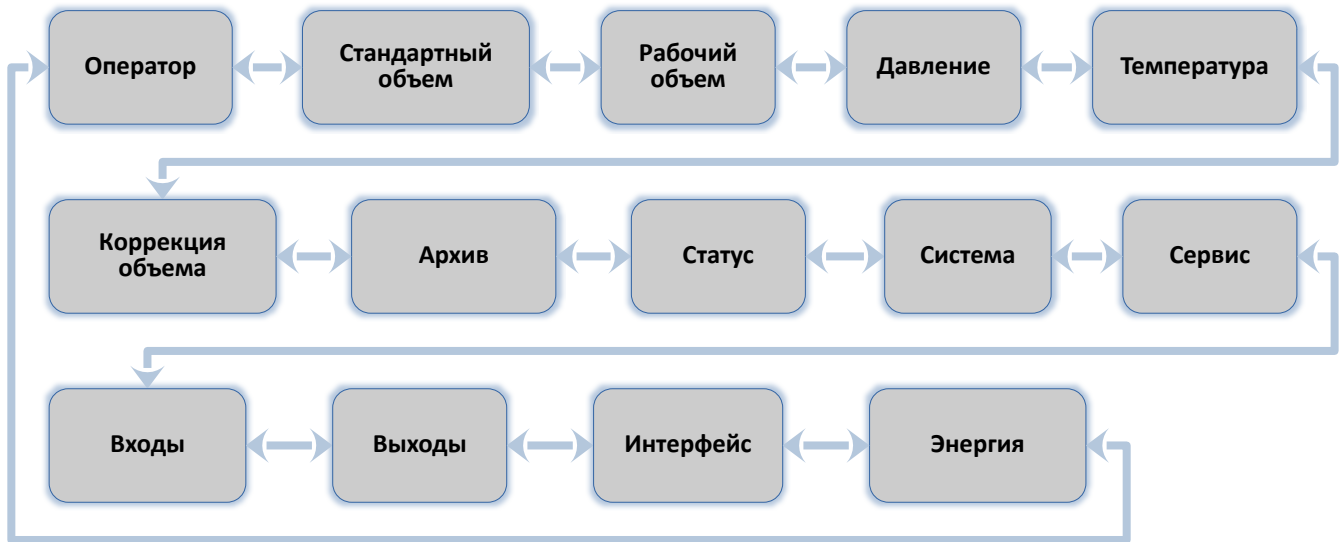 Оператор
Стандартный
объем
Рабочий
объем
Давление
Температура
Коррекция
объема
Архив
Статус
Система
Сервис
Входы
Выходы
Интерфейс
Энергия